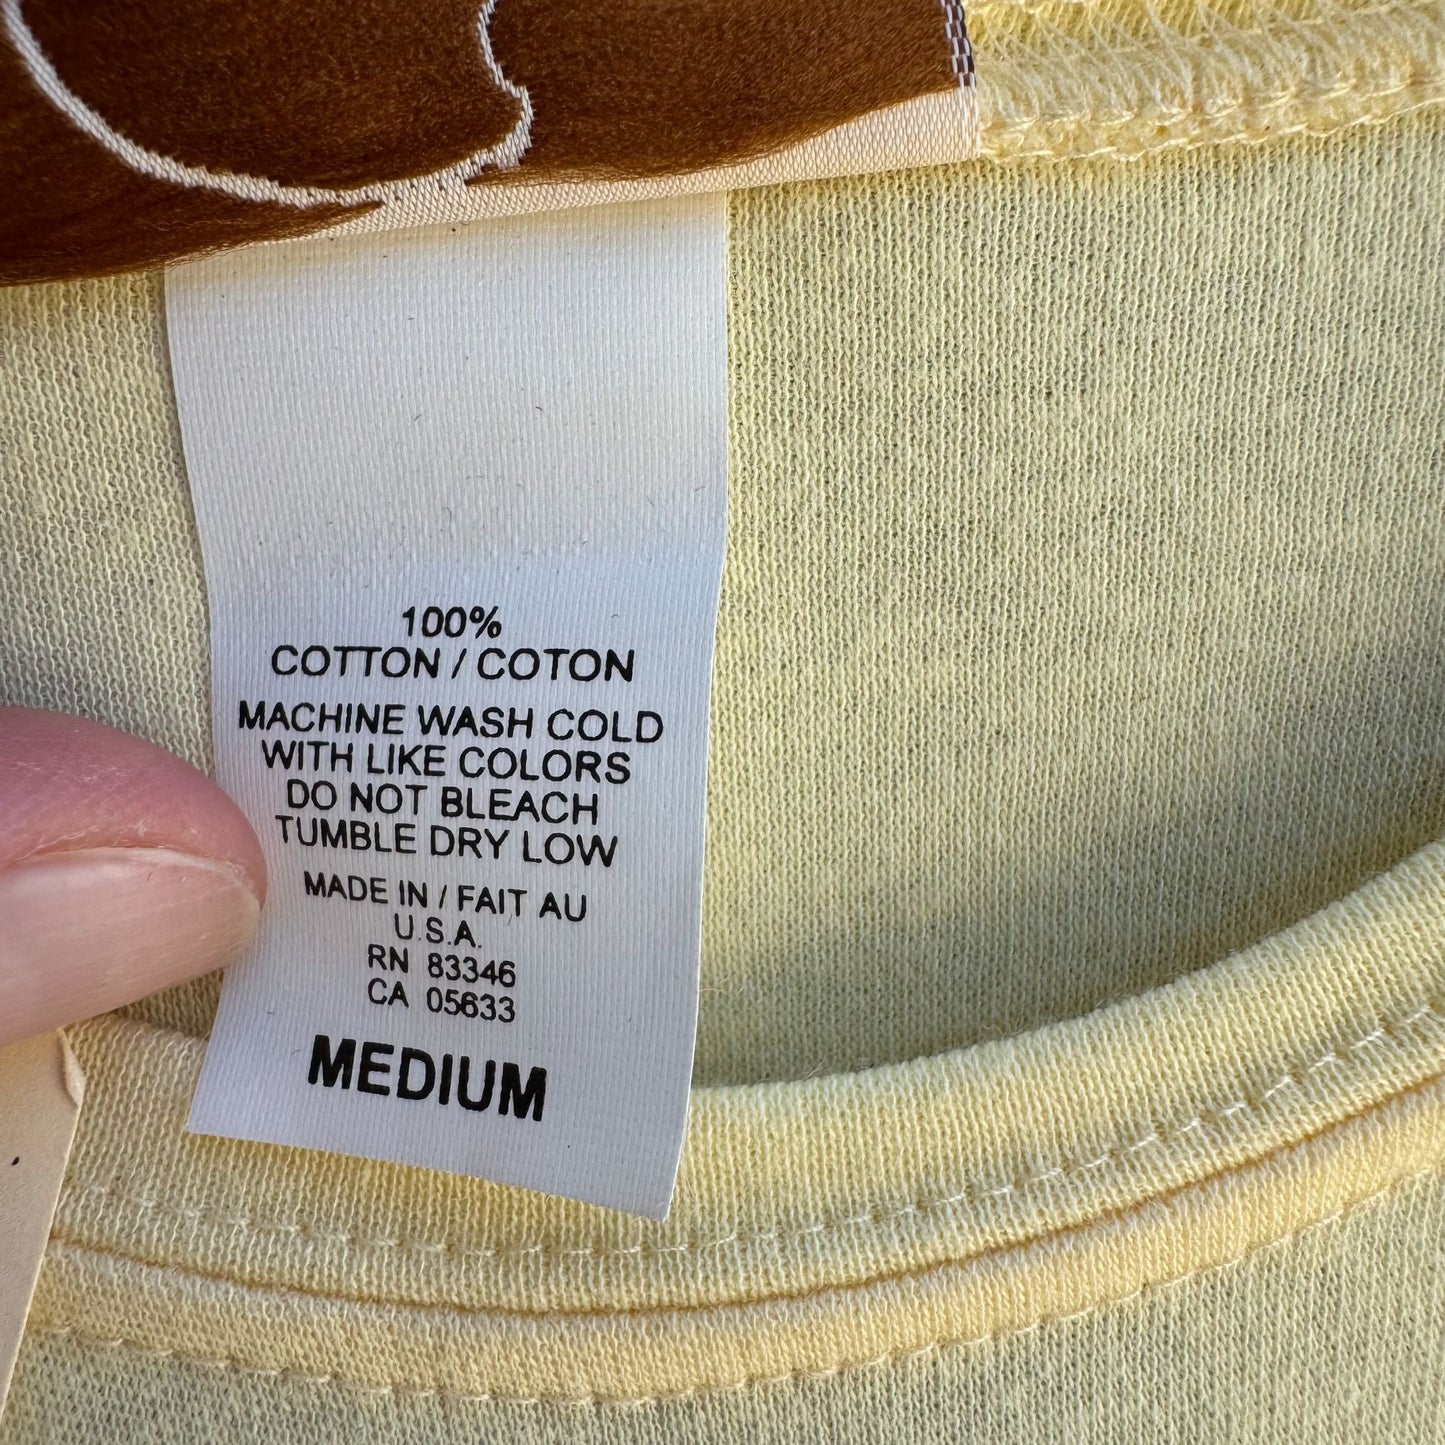 100%
COTTON / COTON
MACHINE WASH COLD
WITH LIKE COLORS
DO NOT BLEACH
TUMBLE DRY LOW
MADE IN / FAIT AU
U.S.A.
RN 83346
CA 05633
MEDIUM